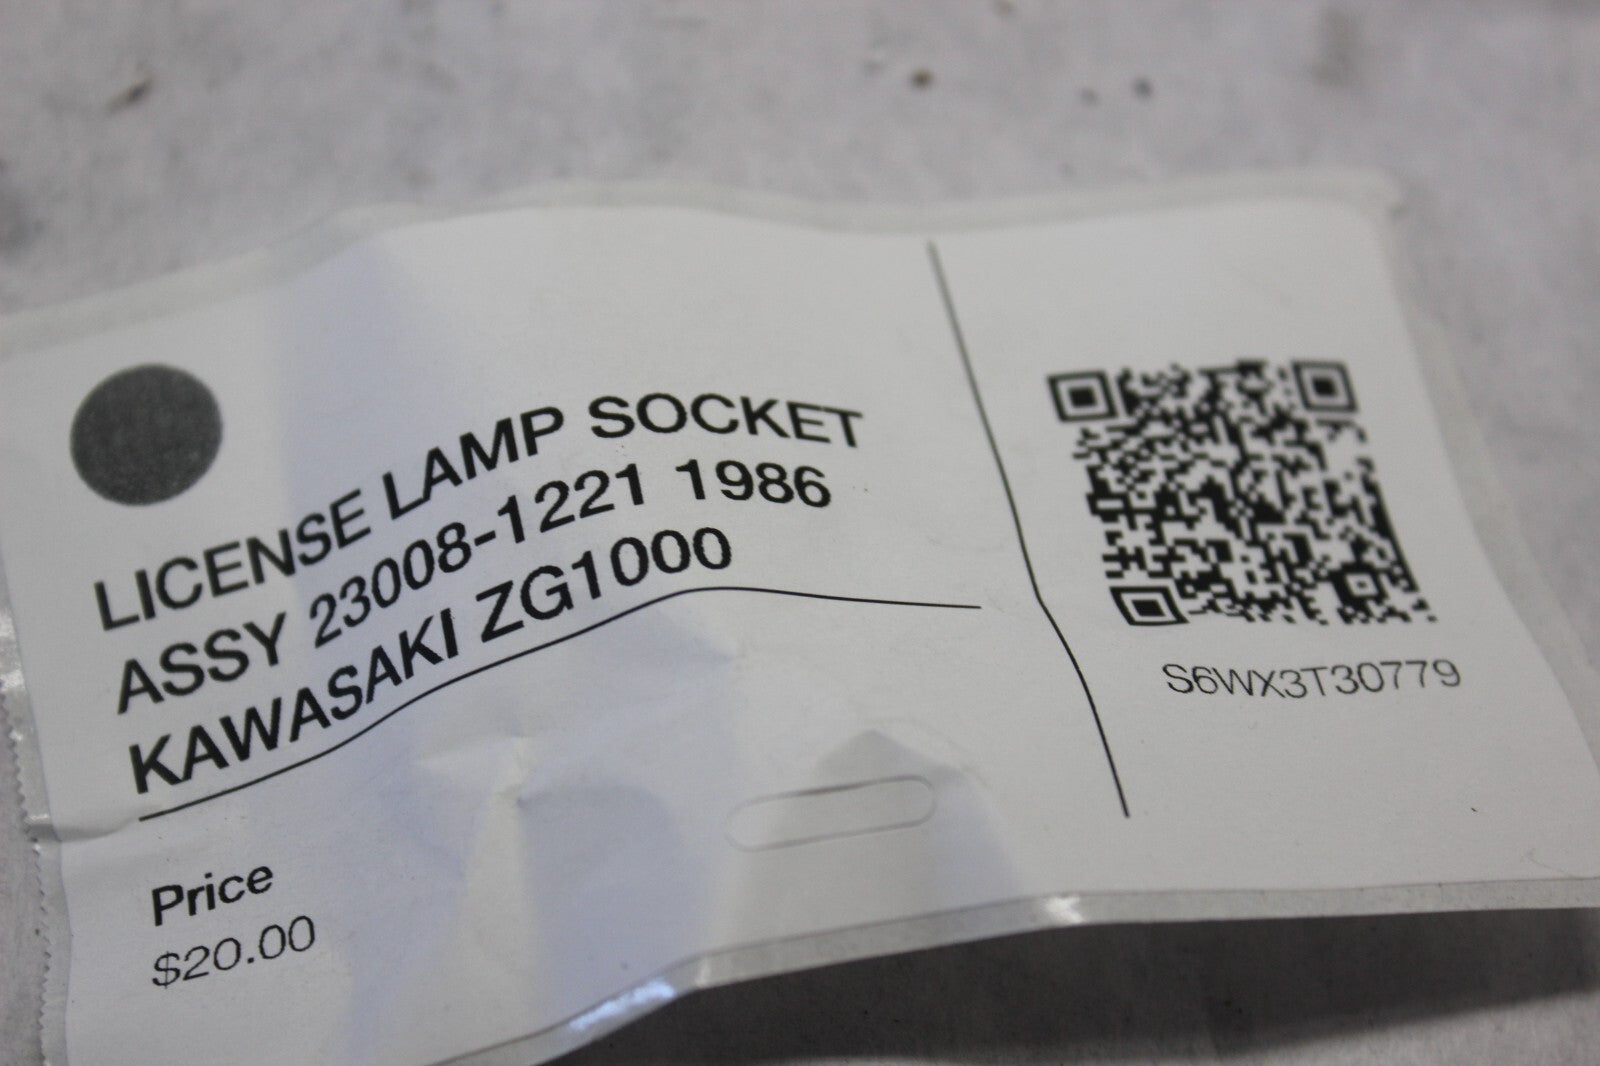 LICENSE LAMP SOCKET
ASSY 23008-1221 1986
KAWASAKI ZG1000
Price
$20.00
S6WX3T30779